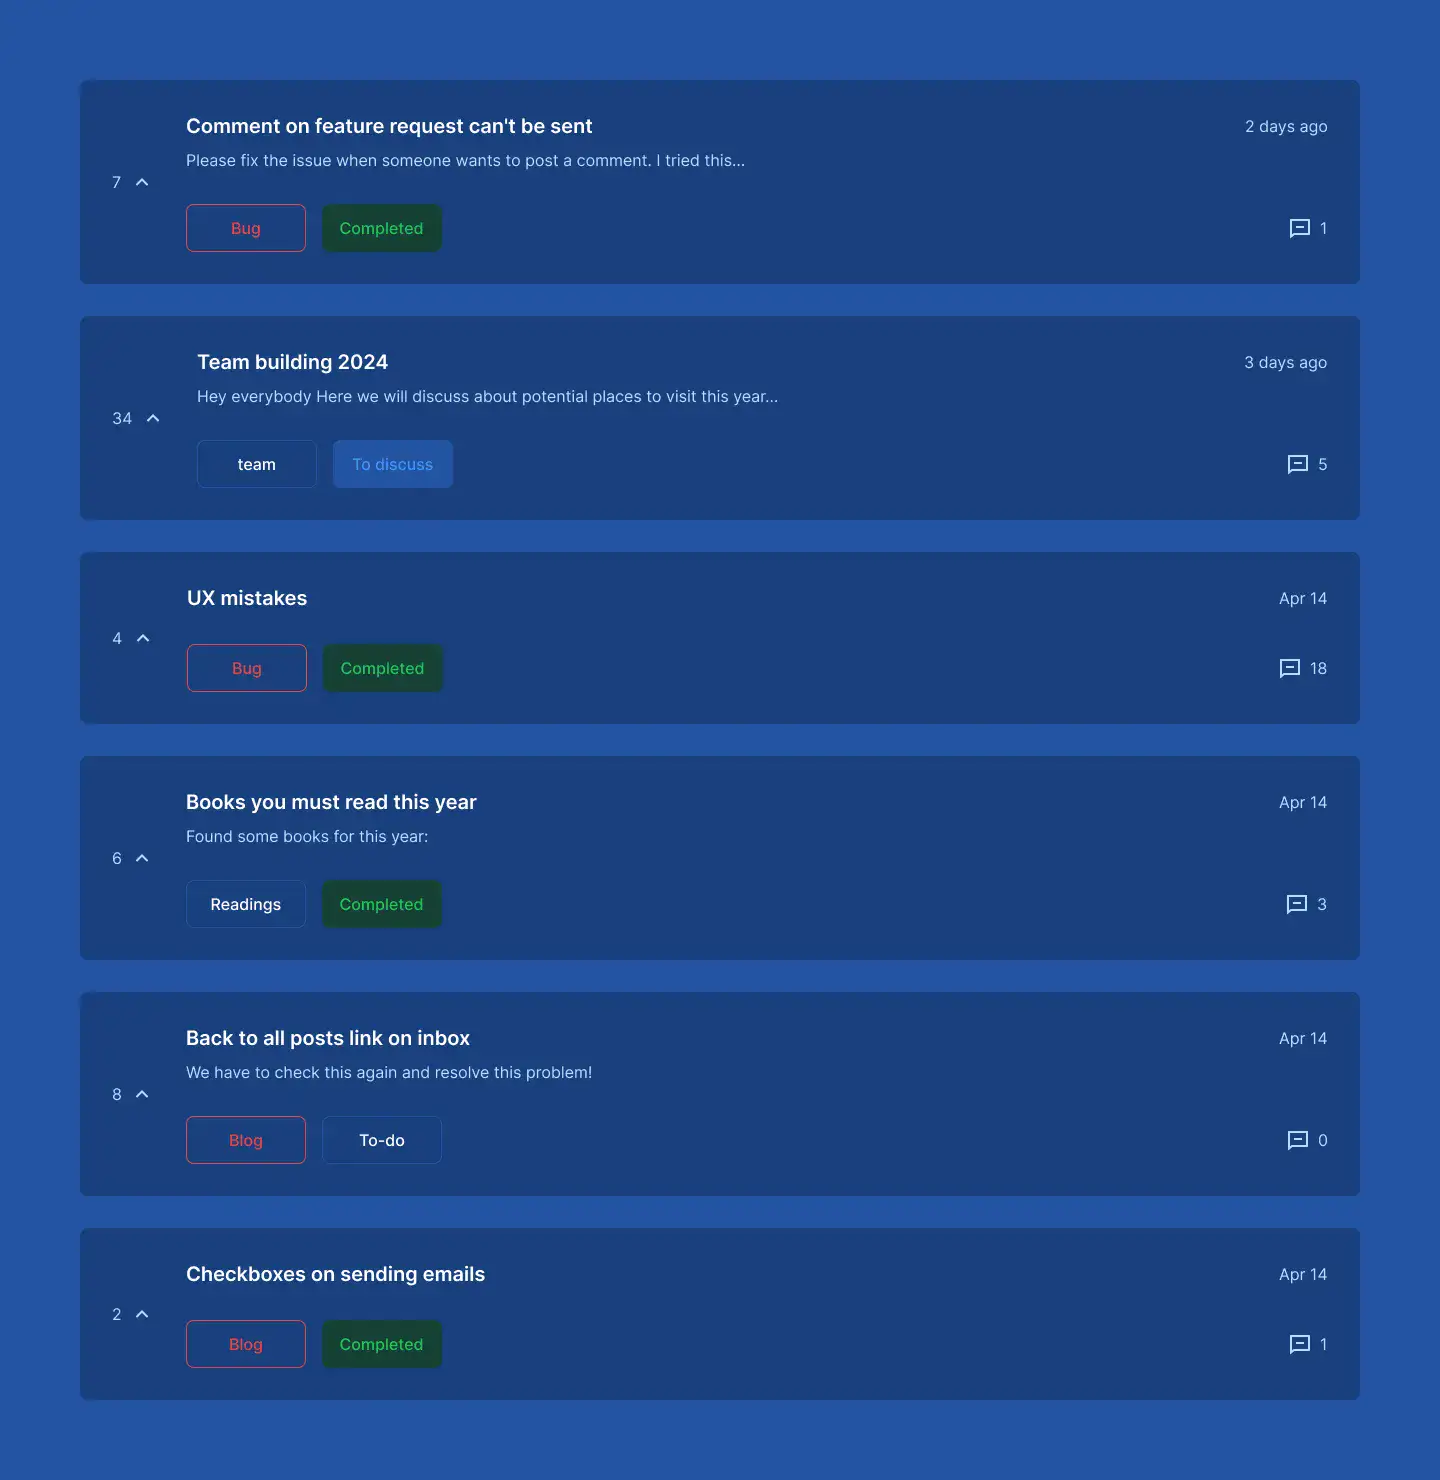 Comment on feature request can't be sent
2 days ago
Please fix the issue when someone wants to post a comment. I tried this...
7
Bug
Completed
1
Team building 2024
3 days ago
Hey everybody Here we will discuss about potential places to visit this year...
34
team
To discuss
5
UX mistakes
Apr 14
4
Bug
Completed
18
Books you must read this year
Apr 14
Found some books for this year:
6
Readings
Completed
3
Back to all posts link on inbox
Apr 14
We have to check this again and resolve this problem!
8
Blog
To-do
0
Checkboxes on sending emails
Apr 14
2
Blog
Completed
1